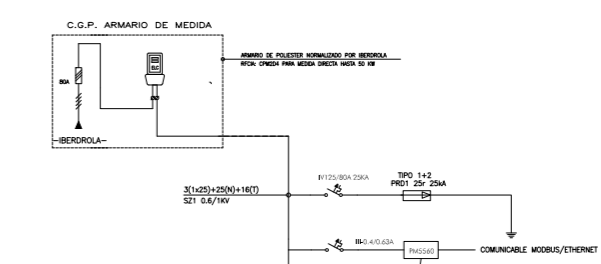 C.G.P. ARMARIO DE MEDIDA
ARMARIO DE POLIESTER NORMALIZADO POR IBERDROLA
RFCIA: CPM2D4 PARA MEDIDA DIRECTA HASTA 50 KW
ELC
80A
-IBERDROLA-
IV125/80A 25KA
TIPO 1+2
PRD1 25r 25kA
3(1x25)+25(N)+16(T)
SZ1 0.6/1KV
III-0.4/0.63A
PM5560
COMUNICABLE MODBUS/ETHERNET